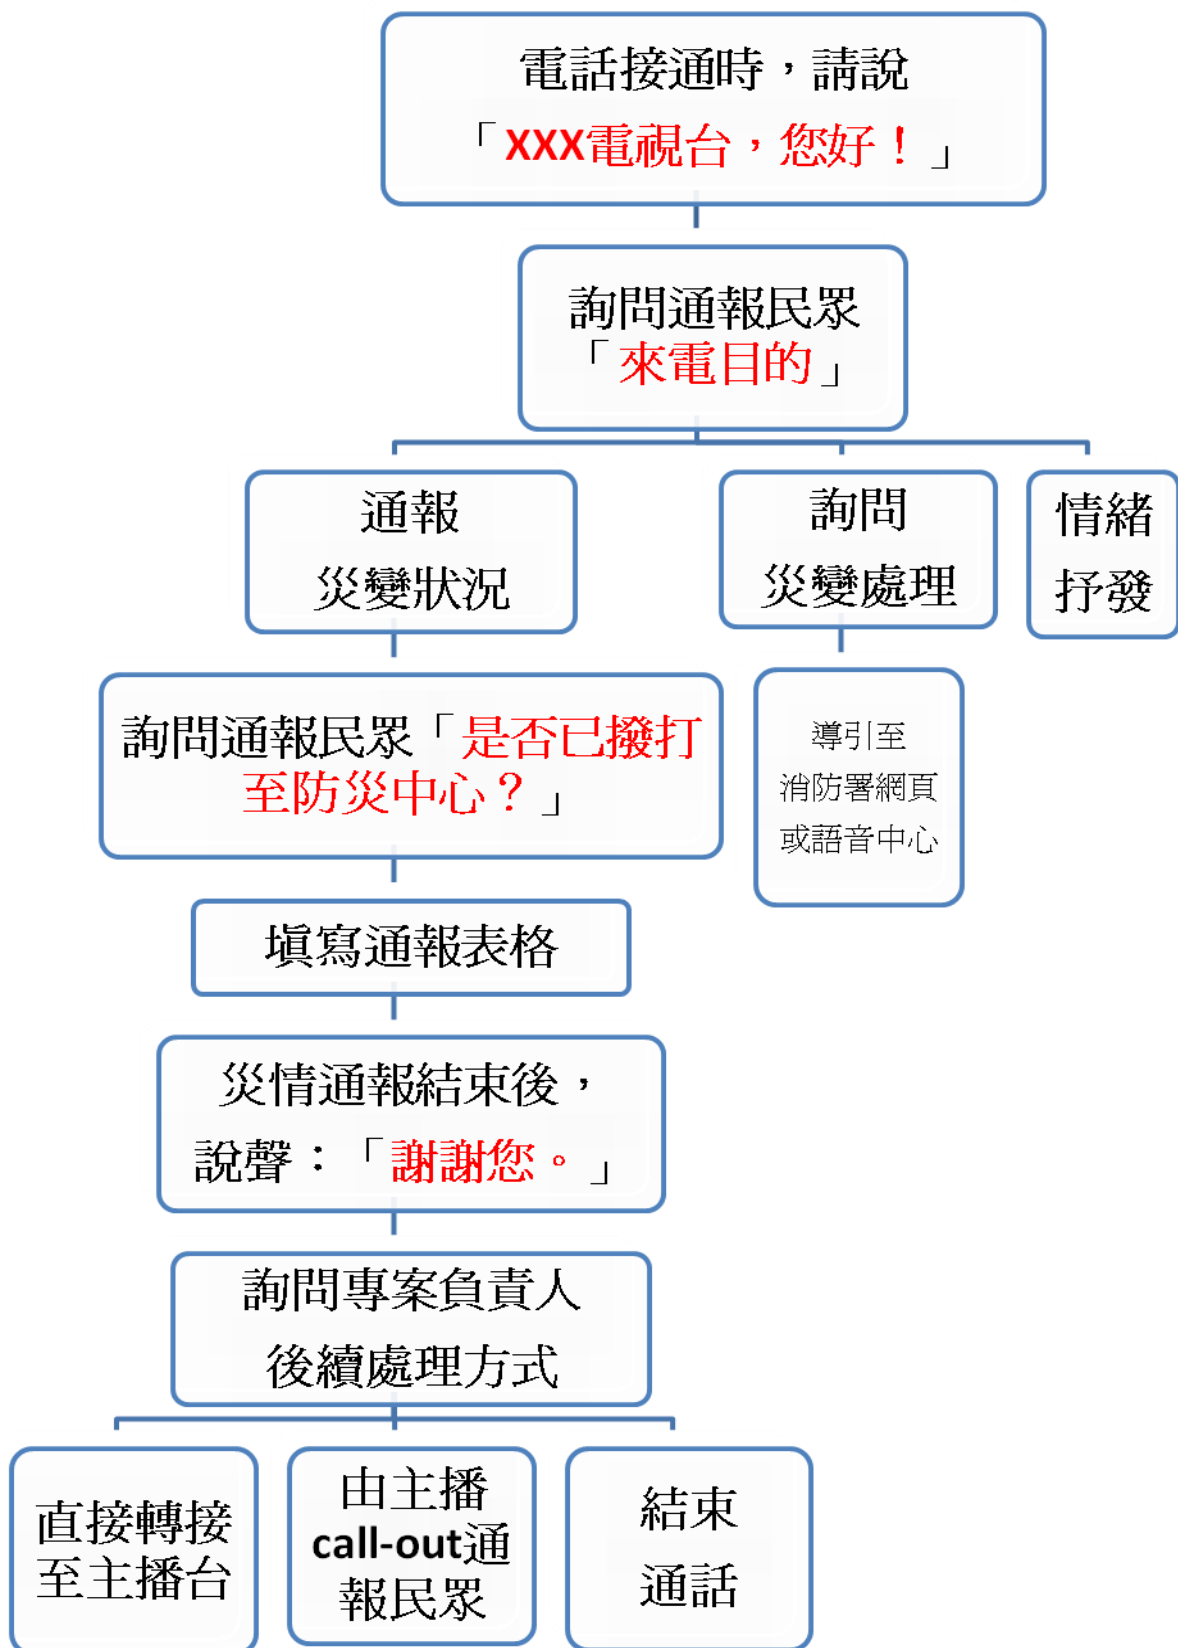 電話接通時，請說
「XXX電視台，您好！」
詢問通報民眾
「來電目的」
通報
災變狀況
詢問
災變處理
情緒
抒發
詢問通報民眾「是否已撥打
至防災中心？」
導引至
消防署網頁
或語音中心
填寫通報表格
災情通報結束後，
說聲：「謝謝您。」
詢問專案負責人
後續處理方式
直接轉接
至主播台
由主播
call-out通
報民眾
結束
通話